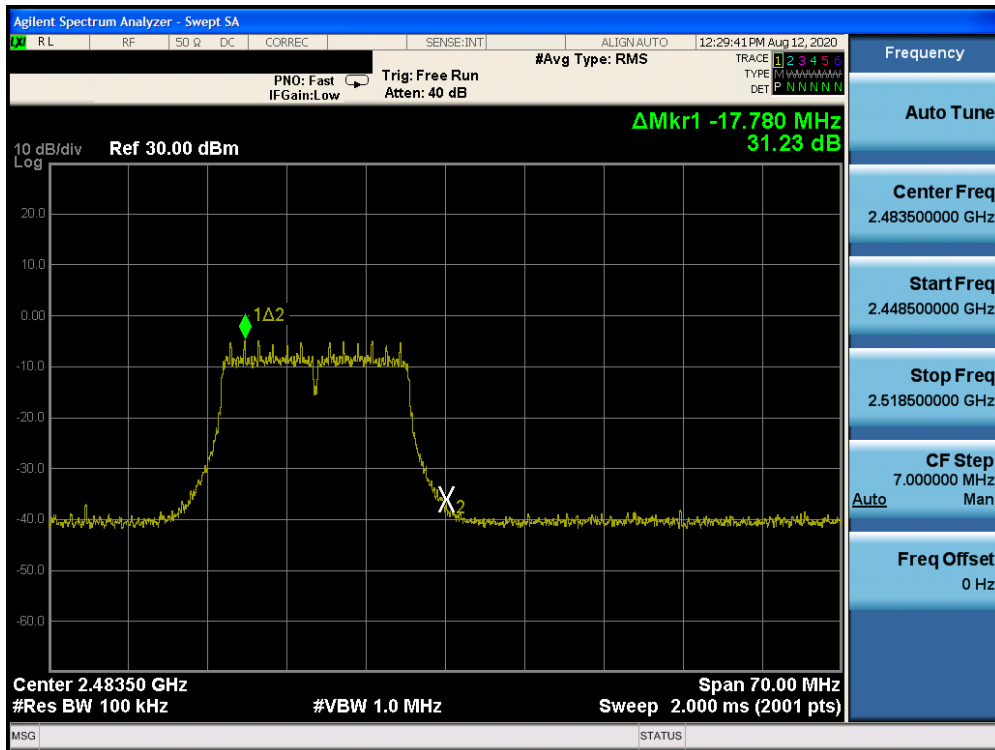 Agilent Spectrum Analyzer - Swept SA
LXI RL RF 50 Ω DC CORREC SENSE:INT ALIGN AUTO 12:29:41 PM Aug 12, 2020
PNO: Fast
IFGain:Low
Trig: Free Run
Atten: 40 dB
#Avg Type: RMS
TRACE 1 2 3 4 5 6
TYPE M WWWWW
DET P N N N N N
ΔMkr1 -17.780 MHz
31.23 dB
10 dB/div Ref 30.00 dBm
Log
20.0
10.0
0.00
-10.0
-20.0
-30.0
-40.0
-50.0
-60.0
1Δ2
2
Center 2.48350 GHz Span 70.00 MHz
#Res BW 100 kHz #VBW 1.0 MHz Sweep 2.000 ms (2001 pts)
MSG STATUS
Frequency
Auto Tune
Center Freq
2.483500000 GHz
Start Freq
2.448500000 GHz
Stop Freq
2.518500000 GHz
CF Step
7.000000 MHz
Auto Man
Freq Offset
0 Hz